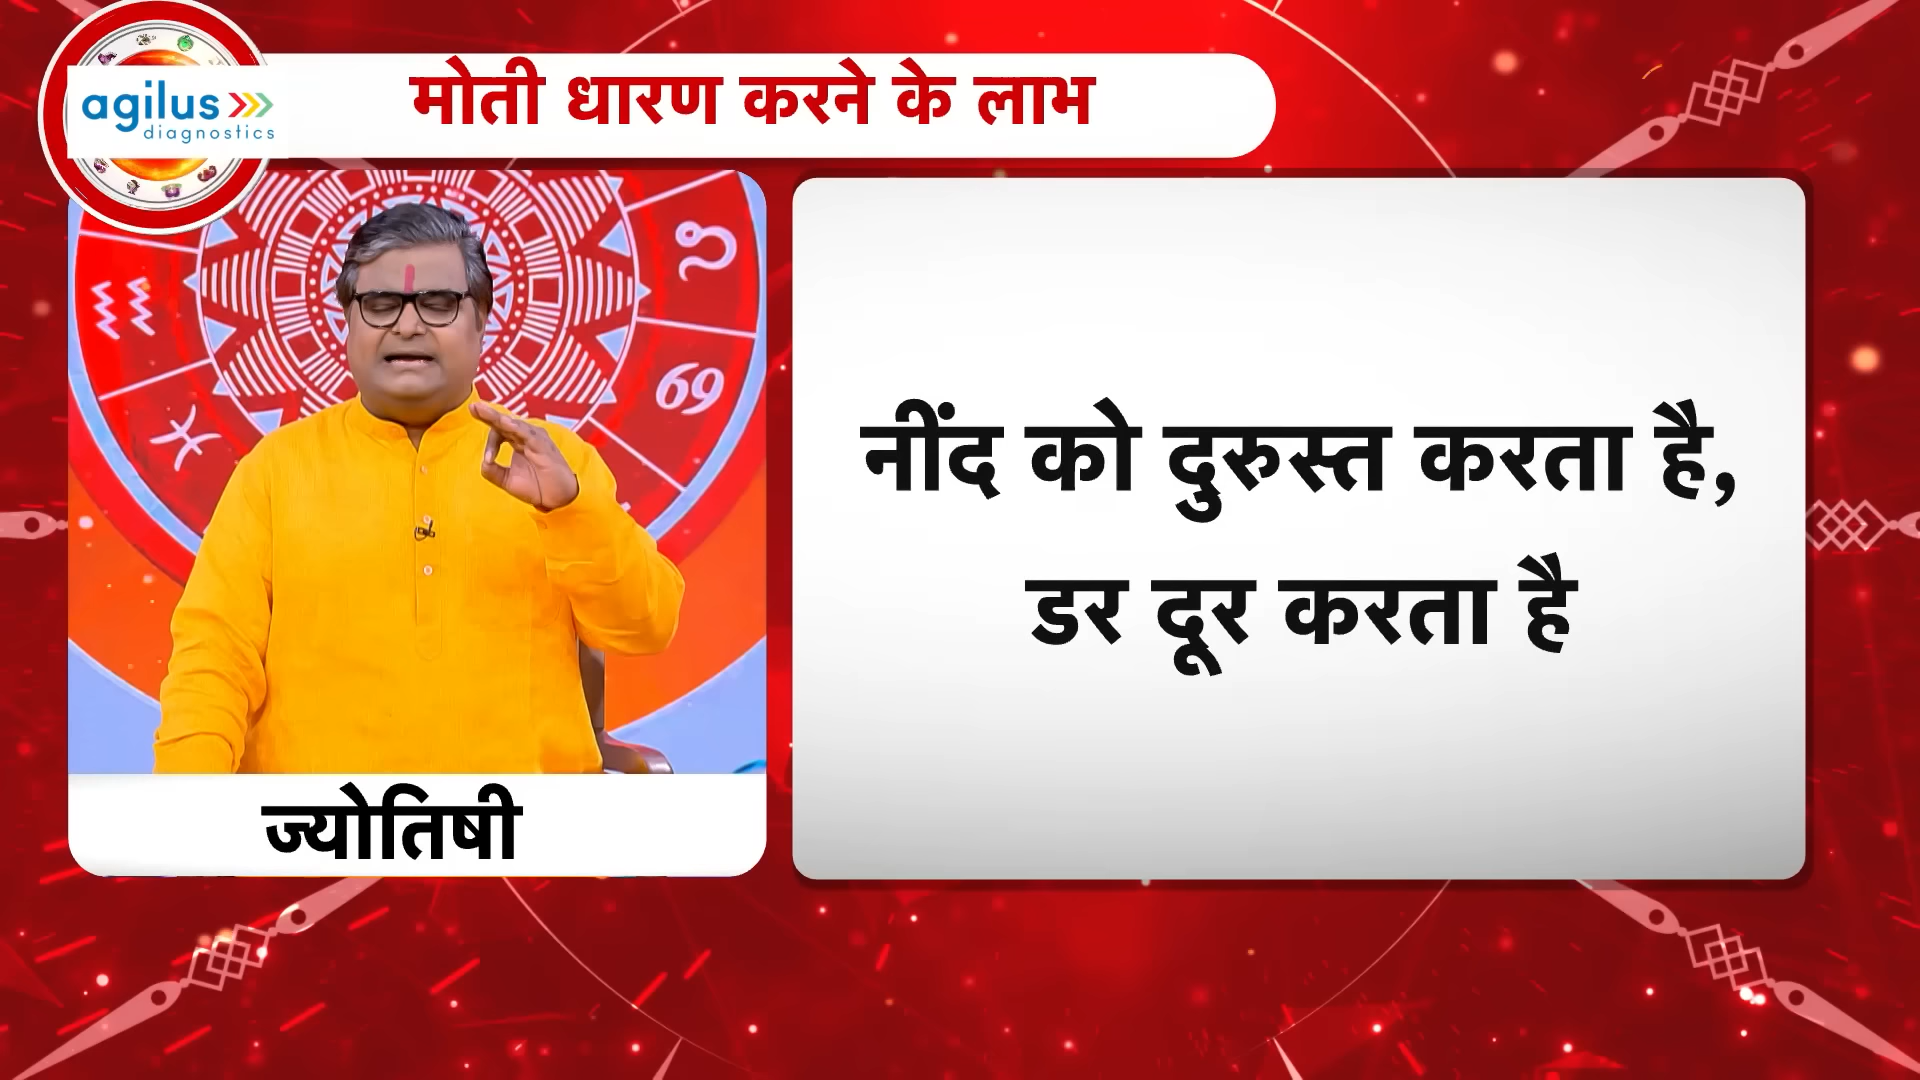 मोती धारण करने के लाभ
agilus
diagnostics
नींद को दुरुस्त करता है,
डर दूर करता है
ज्योतिषी